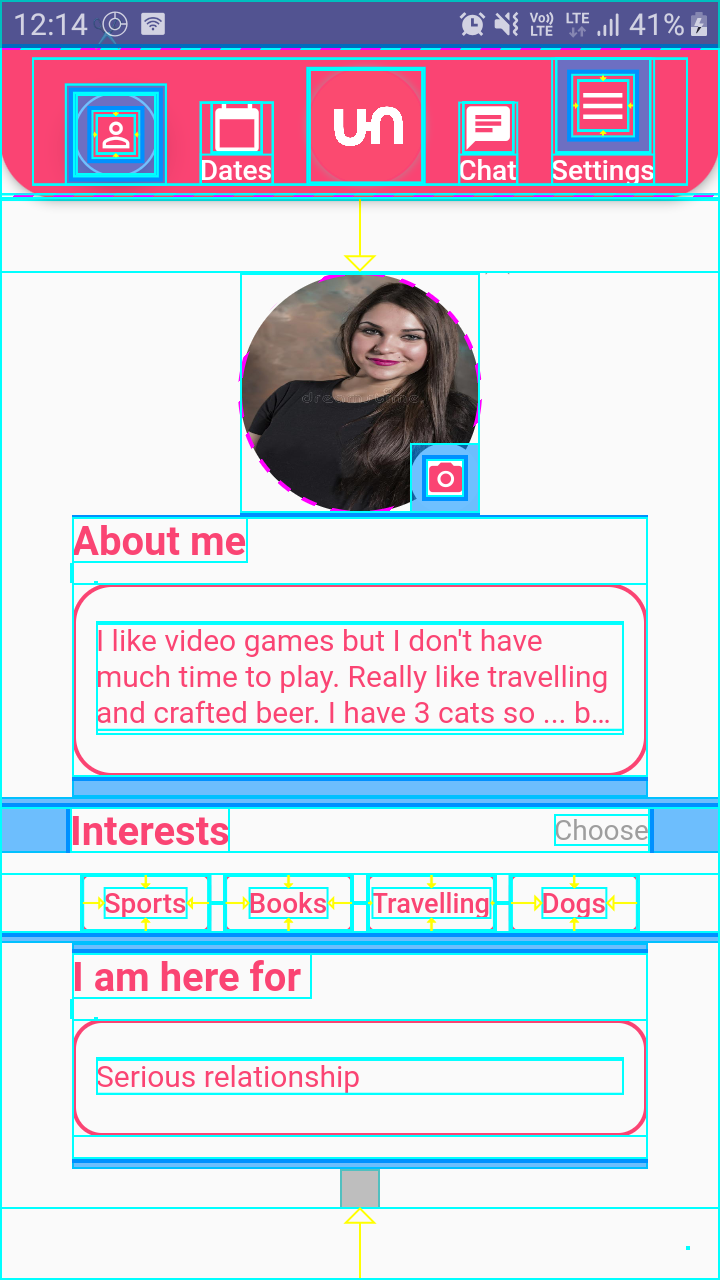 12:14
Vo)) LTE
LTE
41%
un
Dates
Chat
Settings
dreamstime
About me
I like video games but I don't have
much time to play. Really like travelling
and crafted beer. I have 3 cats so ... b...
Interests
Choose
Sports
Books
Travelling
Dogs
I am here for
Serious relationship